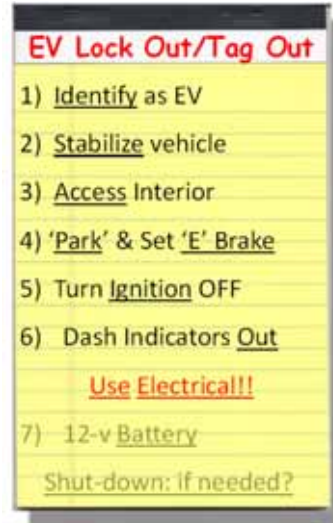 EV Lock Out/Tag Out
1) Identify as EV
2) Stabilize vehicle
3) Access Interior
4) ‘Park’ & Set ‘E’ Brake
5) Turn Ignition OFF
6) Dash Indicators Out
Use Electrical!!
7) 12-v Battery
Shut-down: if needed?